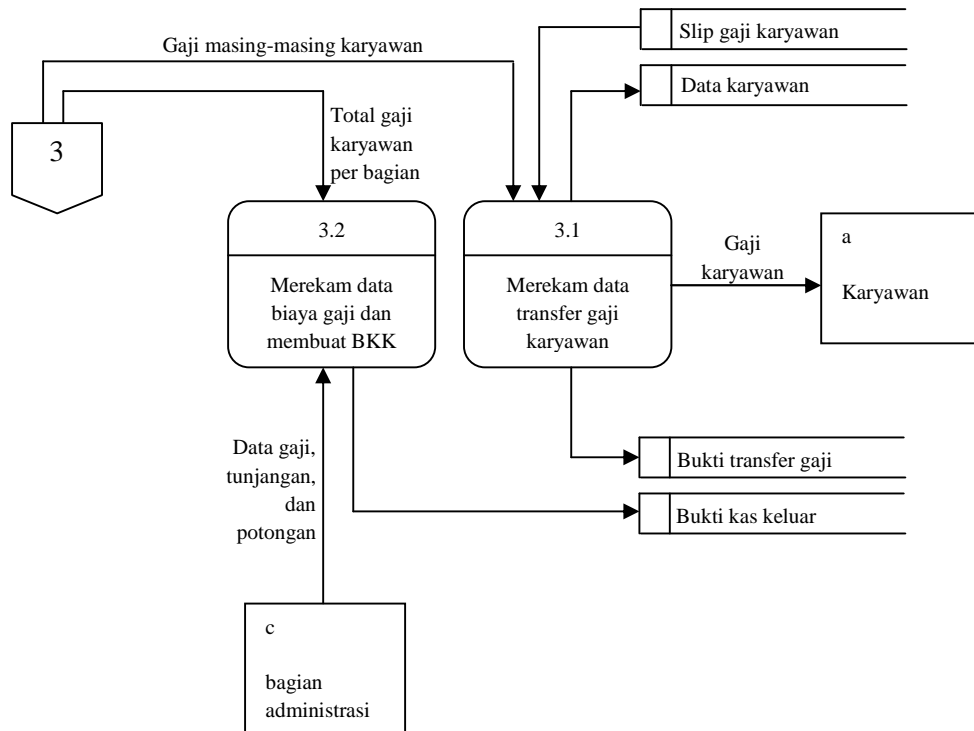 Slip gaji karyawan
Gaji masing-masing karyawan
Data karyawan
Total gaji
karyawan
per bagian
3
3.2
Merekam data
biaya gaji dan
membuat BKK
3.1
Merekam data
transfer gaji
karyawan
Gaji
karyawan
a
Karyawan
Data gaji,
tunjangan,
dan
potongan
Bukti transfer gaji
Bukti kas keluar
c
bagian
administrasi